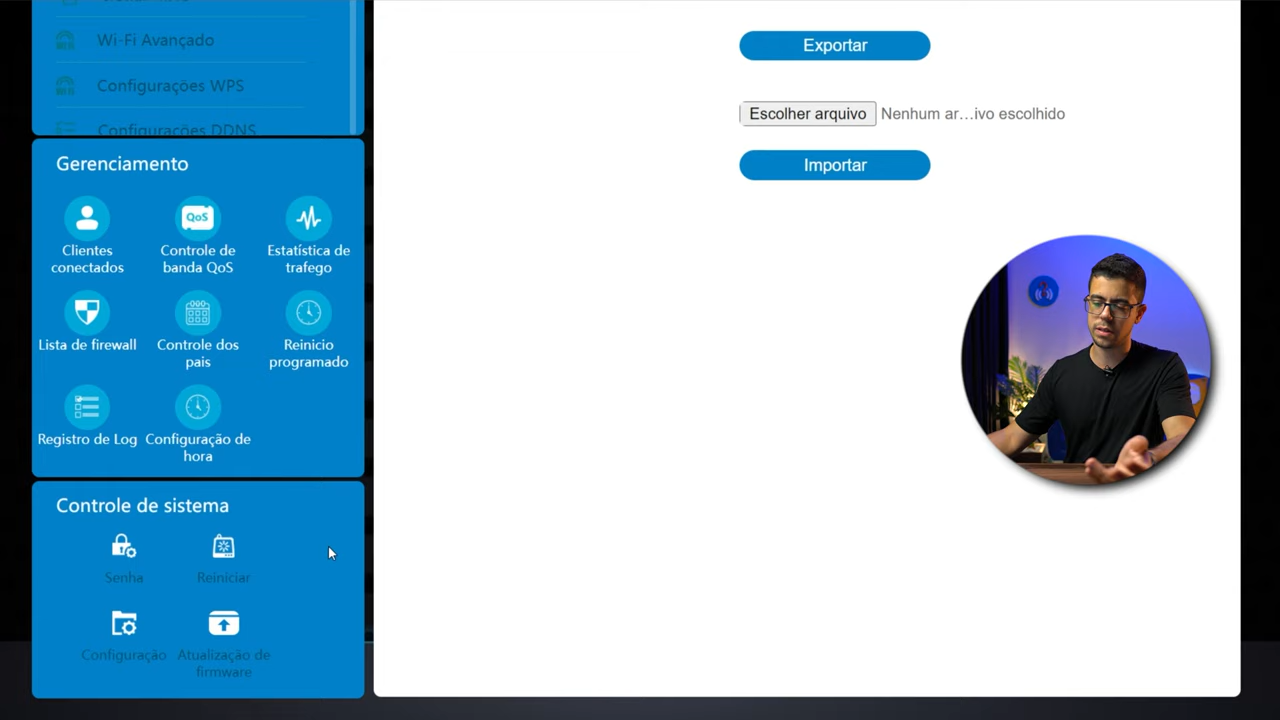 Wi-Fi Avançado
Configurações WPS
Configurações DDNS
Gerenciamento
Clientes
conectados
QoS
Controle de
banda QoS
Estatística de
trafego
Lista de firewall
Controle dos
pais
Reinicio
programado
Registro de Log
Configuração de
hora
Controle de sistema
Senha
Reiniciar
Configuração
Atualização de
firmware
Exportar
Escolher arquivo Nenhum ar…ivo escolhido
Importar